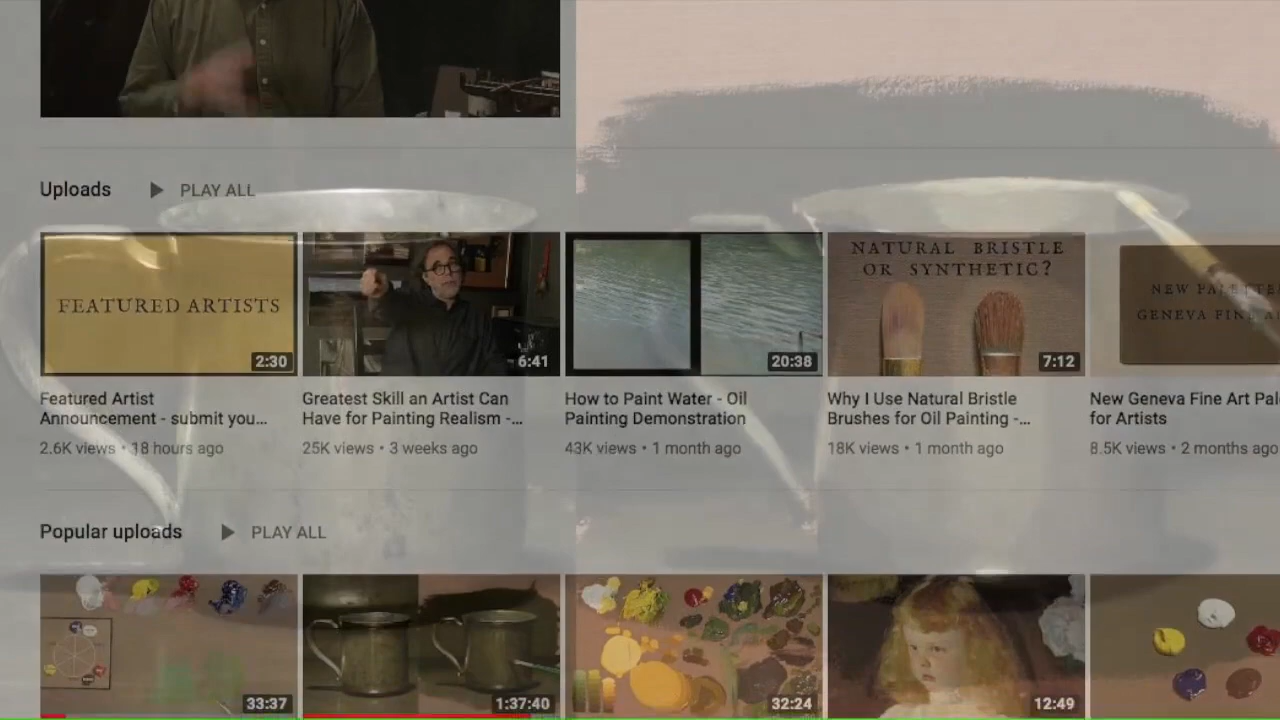 Uploads PLAY ALL
FEATURED ARTISTS
2:30
6:41
20:38
NATURAL BRISTLE
OR SYNTHETIC?
7:12
NEW PALETTE
GENEVA FINE A
Featured Artist
Announcement - submit you...
2.6K views • 18 hours ago
Greatest Skill an Artist Can
Have for Painting Realism -...
25K views • 3 weeks ago
How to Paint Water - Oil
Painting Demonstration
43K views • 1 month ago
Why I Use Natural Bristle
Brushes for Oil Painting -...
18K views • 1 month ago
New Geneva Fine Art Pal
for Artists
8.5K views • 2 months ago
Popular uploads PLAY ALL
33:37
1:37:40
32:24
12:49